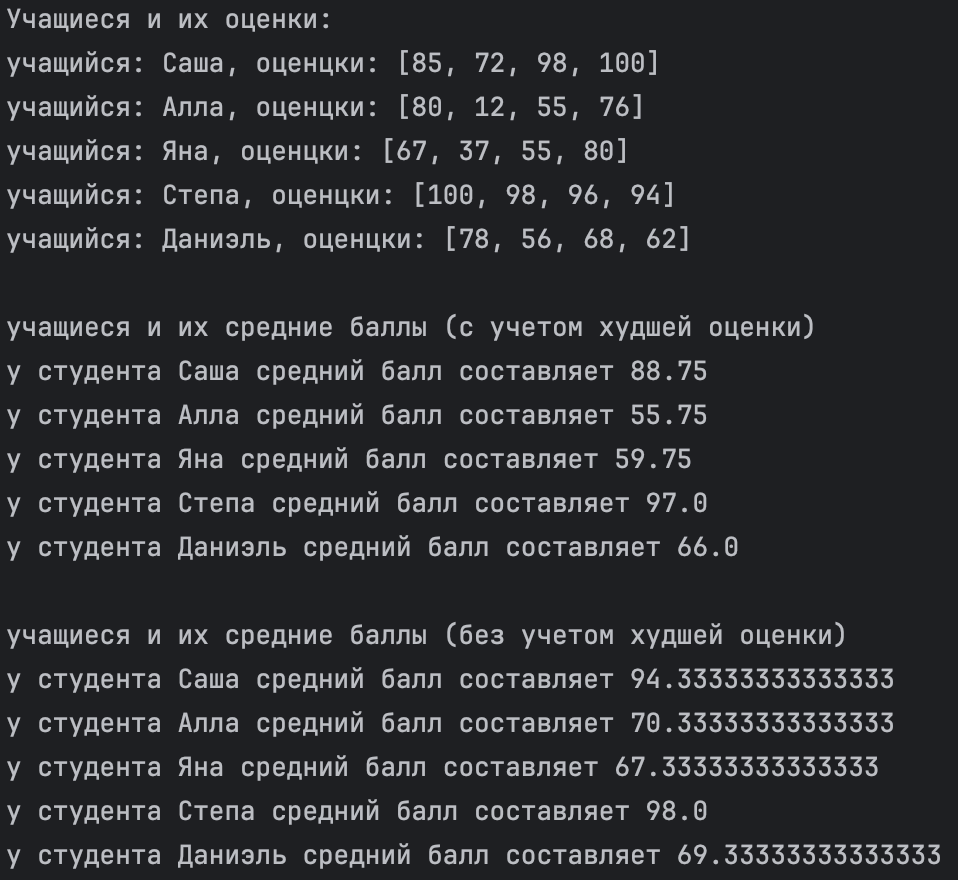 Учащиеся и их оценки:
учащийся: Саша, оценцки: [85, 72, 98, 100]
учащийся: Алла, оценцки: [80, 12, 55, 76]
учащийся: Яна, оценцки: [67, 37, 55, 80]
учащийся: Степа, оценцки: [100, 98, 96, 94]
учащийся: Даниэль, оценцки: [78, 56, 68, 62]
учащиеся и их средние баллы (с учетом худшей оценки)
у студента Саша средний балл составляет 88.75
у студента Алла средний балл составляет 55.75
у студента Яна средний балл составляет 59.75
у студента Степа средний балл составляет 97.0
у студента Даниэль средний балл составляет 66.0
учащиеся и их средние баллы (без учетом худшей оценки)
у студента Саша средний балл составляет 94.33333333333333
у студента Алла средний балл составляет 70.33333333333333
у студента Яна средний балл составляет 67.33333333333333
у студента Степа средний балл составляет 98.0
у студента Даниэль средний балл составляет 69.33333333333333